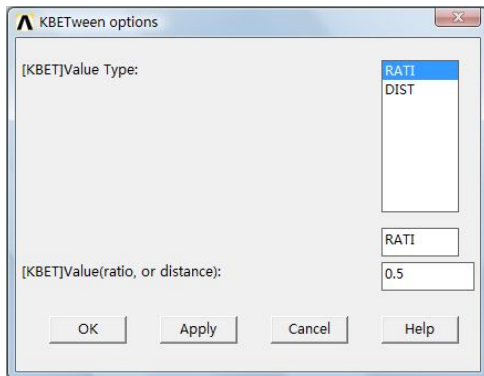 KBETween options
[KBET]Value Type:
RATI
DIST
RATI
[KBET]Value(ratio, or distance):
0.5
OK
Apply
Cancel
Help